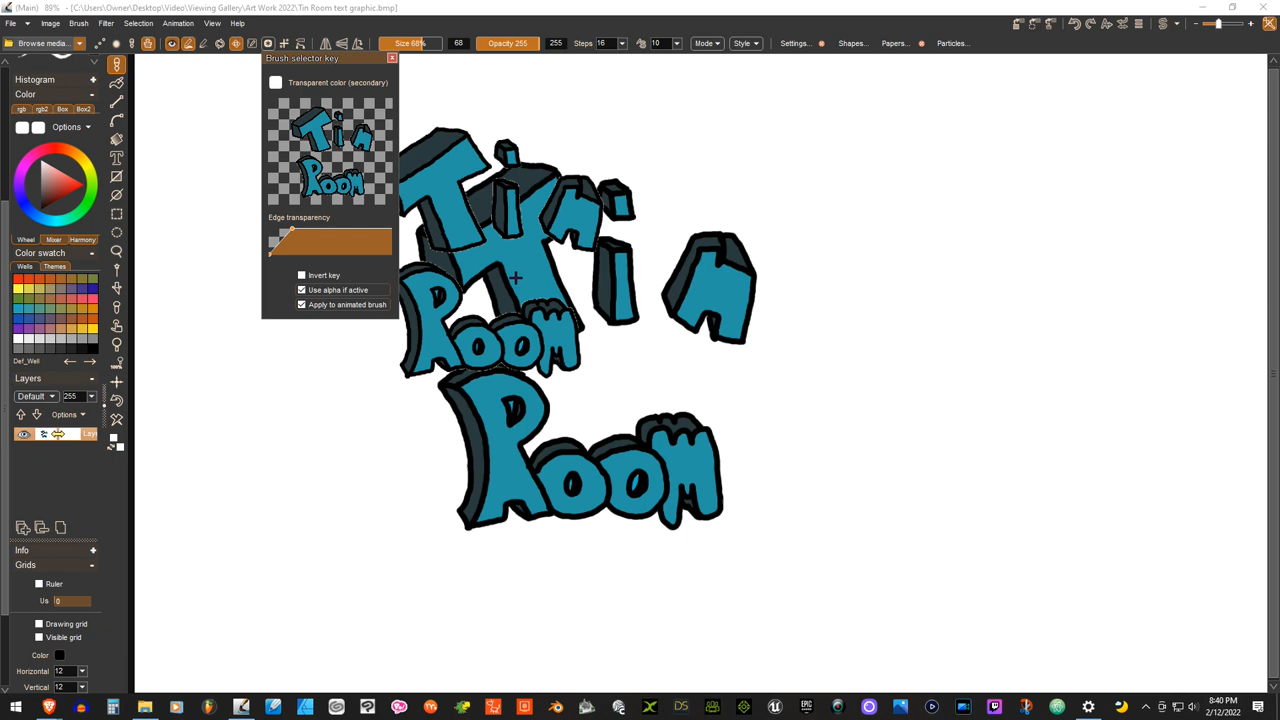 (Main) - [C:\Users\Owner\Desktop\Video\Viewing Gallery\Art Work 2022\Tin Room text graphic.bmp]
File Image Brush Filter Selection Animation View Help
Browse media... Size 68% 68 Opacity 255 255 Steps 16 10 Mode Style Settings... Shapes... Papers... Particles...
Brush selector key
Transparent color (secondary)
Tin
Room
Edge transparency
Invert key
Use alpha if active
Apply to animated brush
Histogram
Color
rgb rgb2 Box Box2
Options
Wheel Mixer Harmony
Color swatch
Wells Themes
Def_Well
Layers
Default 255
Options
Laye
Info
Grids
Ruler
Us 0
Drawing grid
Visible grid
Color
Horizontal 12
Vertical 12
100%
Tin
Room
Tin
Room
8:40 PM
2/12/2022